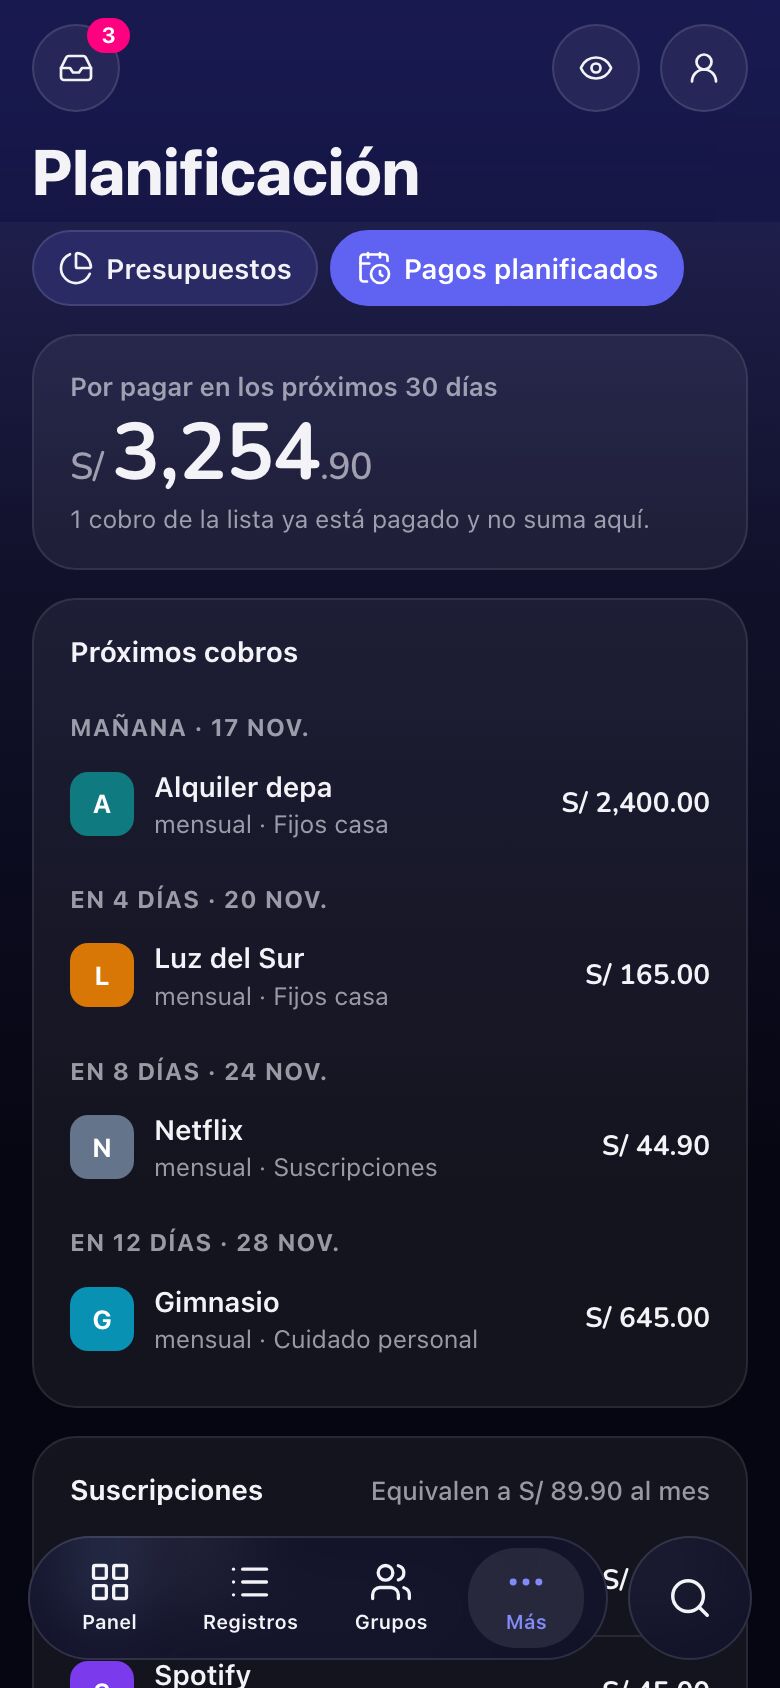 3
Planificación
Presupuestos
Pagos planificados
Por pagar en los próximos 30 días
S/ 3,254.90
1 cobro de la lista ya está pagado y no suma aquí.
Próximos cobros
MAÑANA · 17 NOV.
A
Alquiler depa
S/ 2,400.00
mensual · Fijos casa
EN 4 DÍAS · 20 NOV.
L
Luz del Sur
S/ 165.00
mensual · Fijos casa
EN 8 DÍAS · 24 NOV.
N
Netflix
S/ 44.90
mensual · Suscripciones
EN 12 DÍAS · 28 NOV.
G
Gimnasio
S/ 645.00
mensual · Cuidado personal
Suscripciones
Equivalen a S/ 89.90 al mes
S/
Panel
Registros
Grupos
Más
Spotify
S/ 45.00